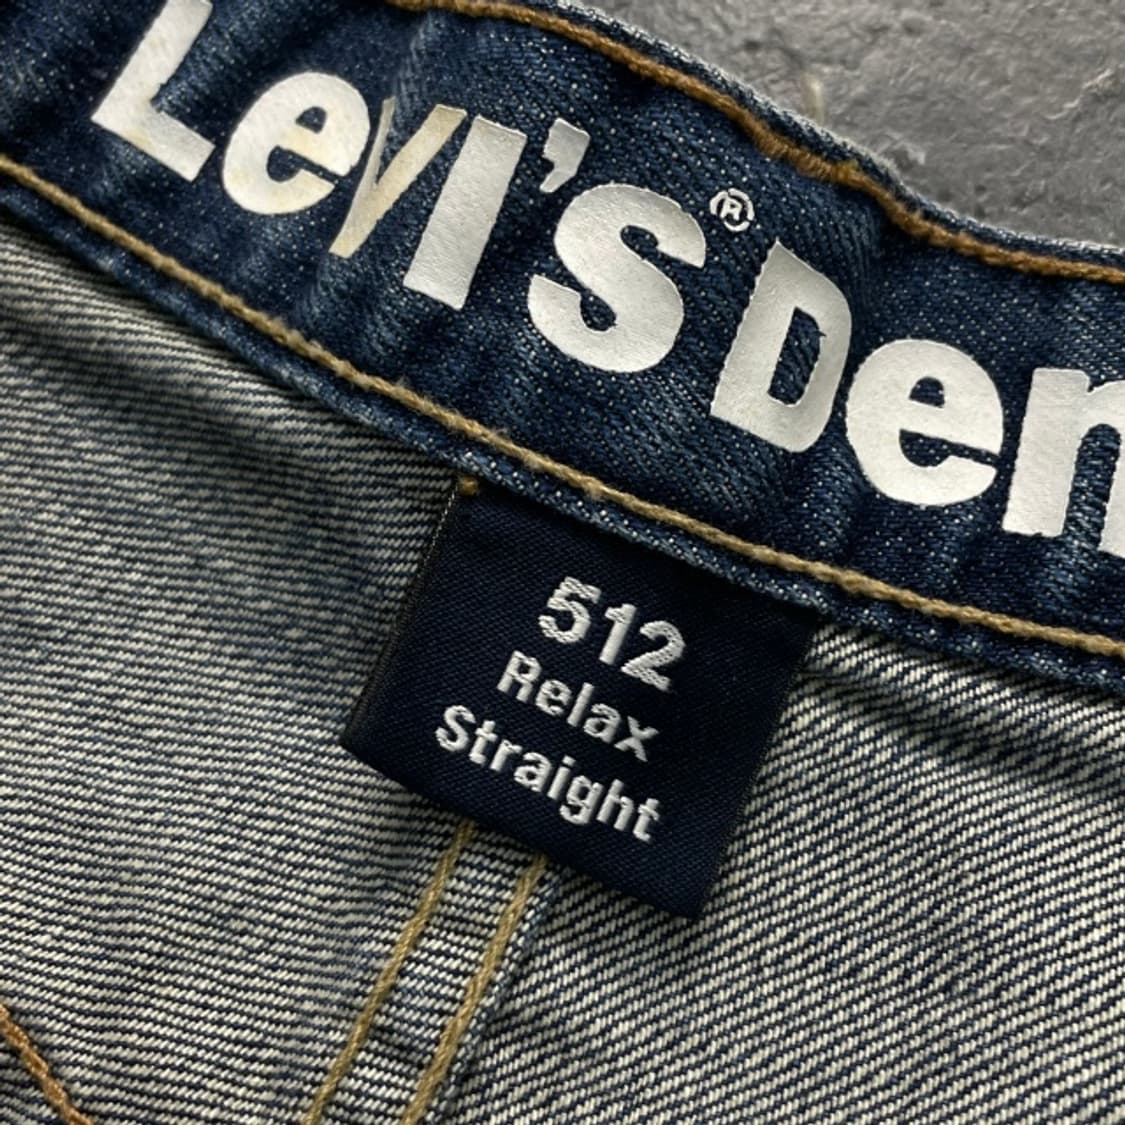 Levi's® Den
512
Relax
Straight